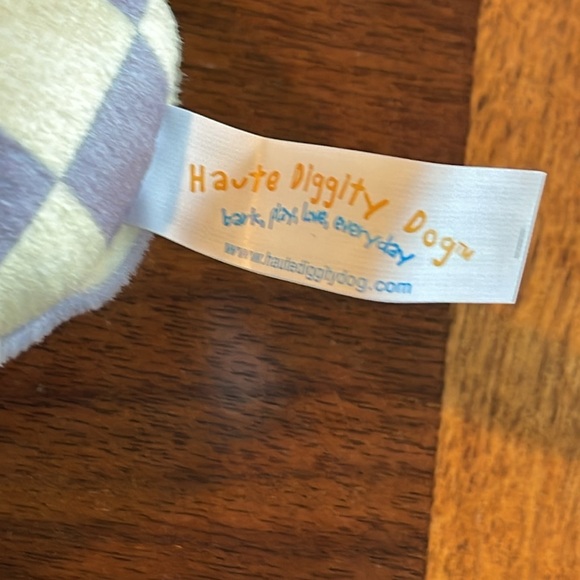 Haute Diggity Dog™
bark, play, love, everyday
www.hautediggitydog.com